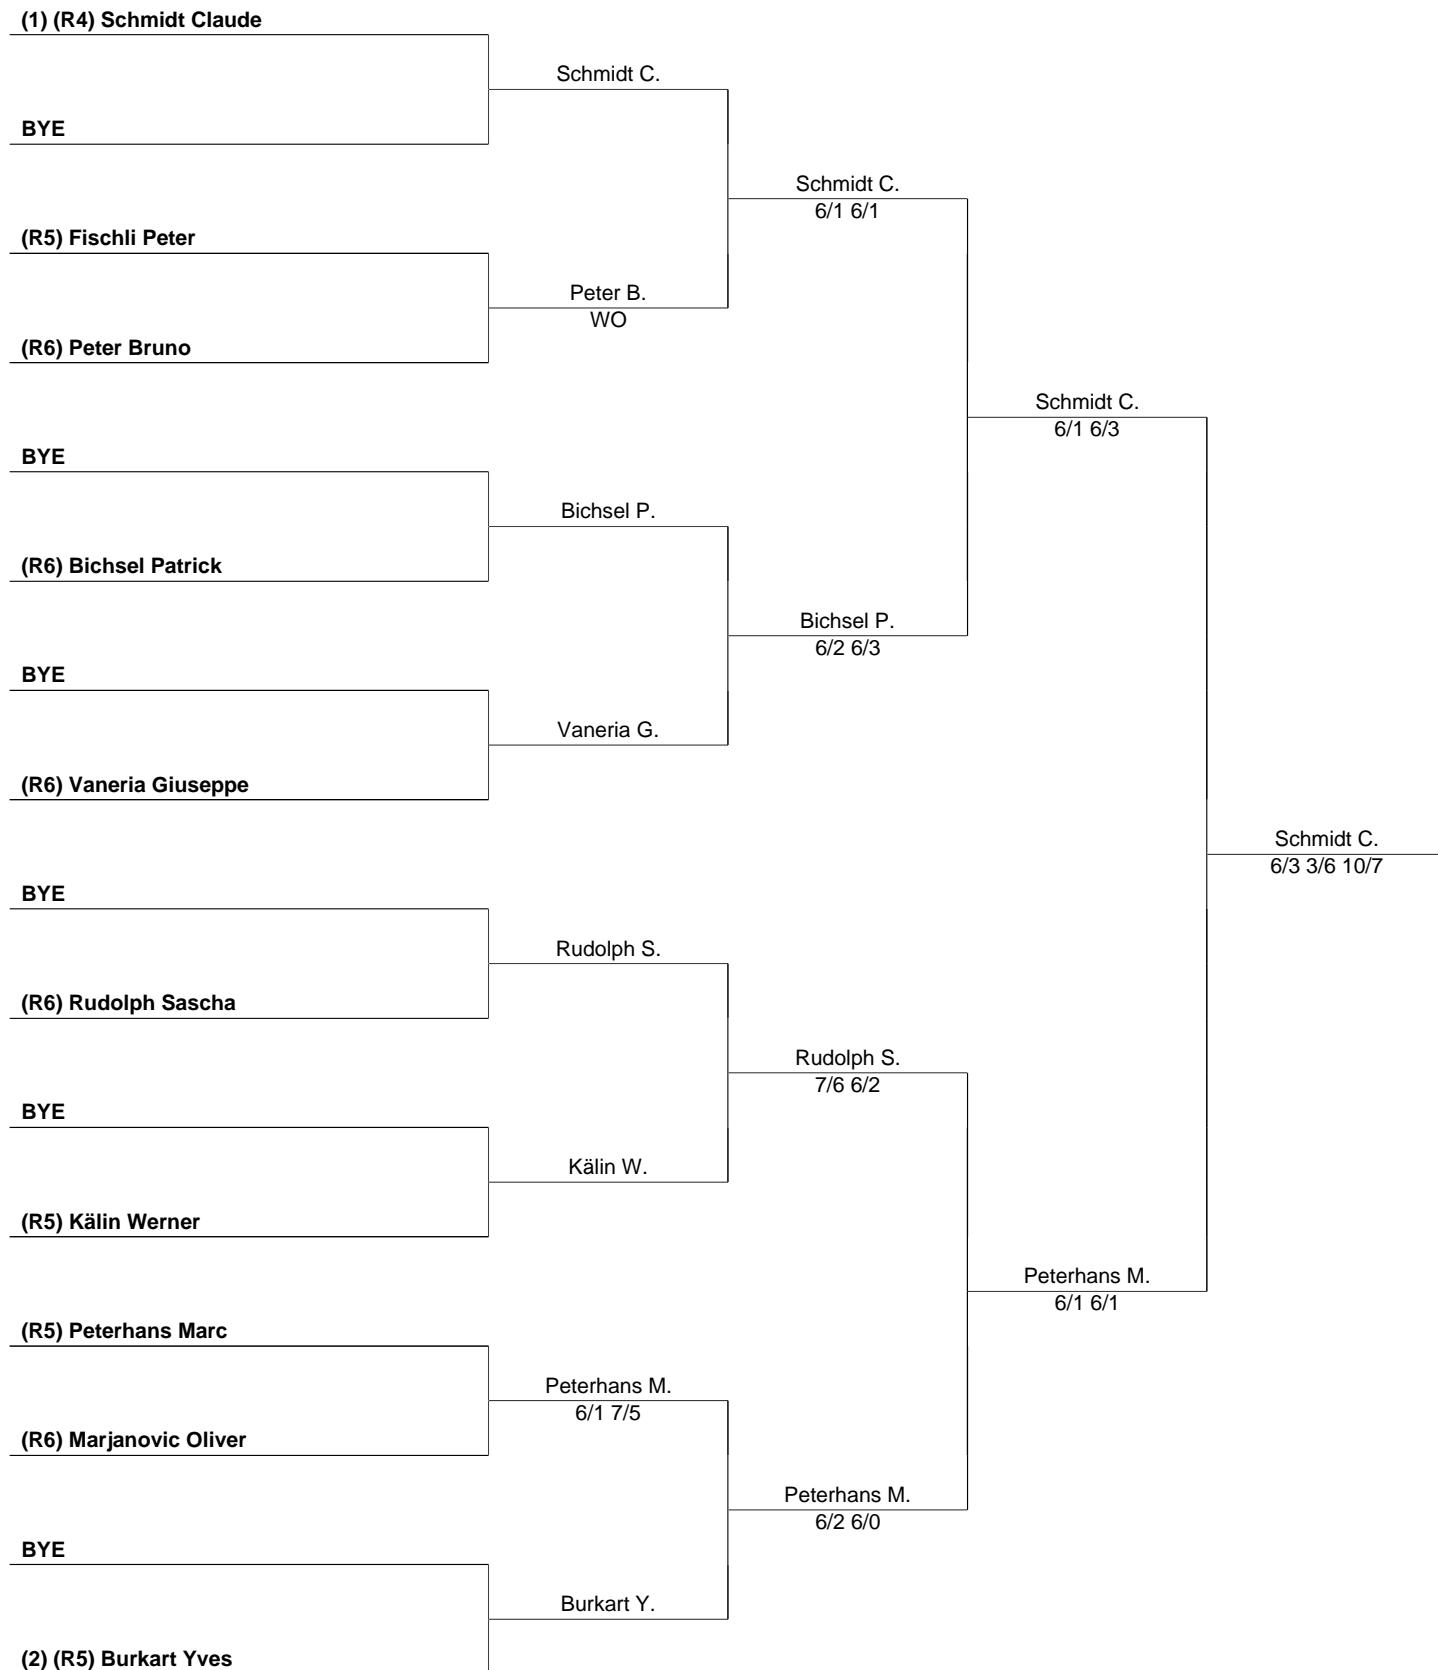 (1) (R4) Schmidt Claude
Schmidt C.
BYE
Schmidt C.
6/1 6/1
(R5) Fischli Peter
Peter B.
WO
(R6) Peter Bruno
Schmidt C.
6/1 6/3
BYE
Bichsel P.
(R6) Bichsel Patrick
Bichsel P.
6/2 6/3
BYE
Vaneria G.
(R6) Vaneria Giuseppe
Schmidt C.
6/3 3/6 10/7
BYE
Rudolph S.
(R6) Rudolph Sascha
Rudolph S.
7/6 6/2
BYE
Kälin W.
(R5) Kälin Werner
Peterhans M.
6/1 6/1
(R5) Peterhans Marc
Peterhans M.
6/1 7/5
(R6) Marjanovic Oliver
Peterhans M.
6/2 6/0
BYE
Burkart Y.
(2) (R5) Burkart Yves